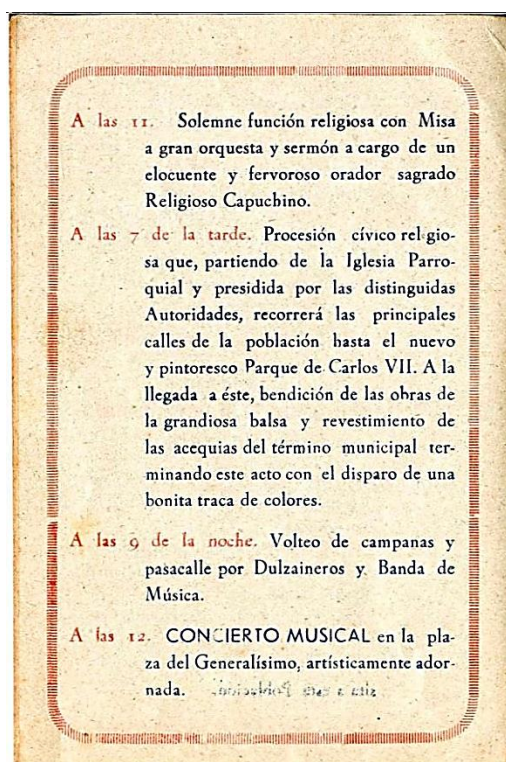 A las 11. Solemne función religiosa con Misa
a gran orquesta y sermón a cargo de un
elocuente y fervoroso orador sagrado
Religioso Capuchino.
A las 7 de la tarde. Procesión cívico religio-
sa que, partiendo de la Iglesia Parro-
quial y presidida por las distinguidas
Autoridades, recorrerá las principales
calles de la población hasta el nuevo
y pintoresco Parque de Carlos VII. A la
llegada a éste, bendición de las obras de
la grandiosa balsa y revestimiento de
las acequias del término municipal ter-
minando este acto con el disparo de una
bonita traca de colores.
A las 9 de la noche. Volteo de campanas y
pasacalle por Dulzaineros y Banda de
Música.
A las 12. CONCIERTO MUSICAL en la pla-
za del Generalísimo, artísticamente ador-
nada.